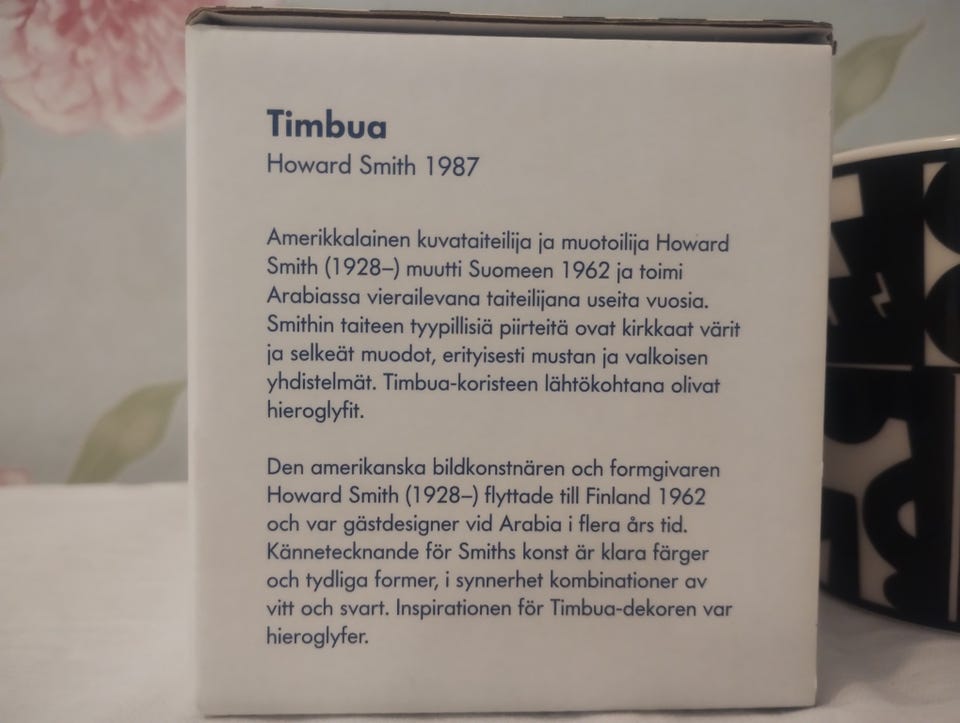 Timbua
Howard Smith 1987
Amerikkalainen kuvataiteilija ja muotoilija Howard
Smith (1928–) muutti Suomeen 1962 ja toimi
Arabiassa vierailevana taiteilijana useita vuosia.
Smithin taiteen tyypillisiä piirteitä ovat kirkkaat värit
ja selkeät muodot, erityisesti mustan ja valkoisen
yhdistelmät. Timbua-koristeen lähtökohtana olivat
hieroglyfit.
Den amerikanska bildkonstnären och formgivaren
Howard Smith (1928–) flyttade till Finland 1962
och var gästdesigner vid Arabia i flera års tid.
Kännetecknande för Smiths konst är klara färger
och tydliga former, i synnerhet kombinationer av
vitt och svart. Inspirationen för Timbua-dekoren var
hieroglyfer.